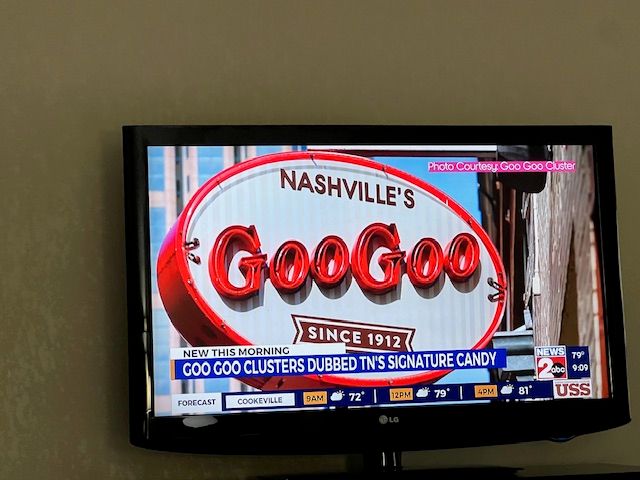 Photo Courtesy: Goo Goo Cluster
NASHVILLE'S
GooGoo
SINCE 1912
NEW THIS MORNING
GOO GOO CLUSTERS DUBBED TN'S SIGNATURE CANDY
NEWS
2 abc
79°
9:09
FORECAST
COOKEVILLE
9AM 72°
12PM 79°
4PM 81°
USS
LG